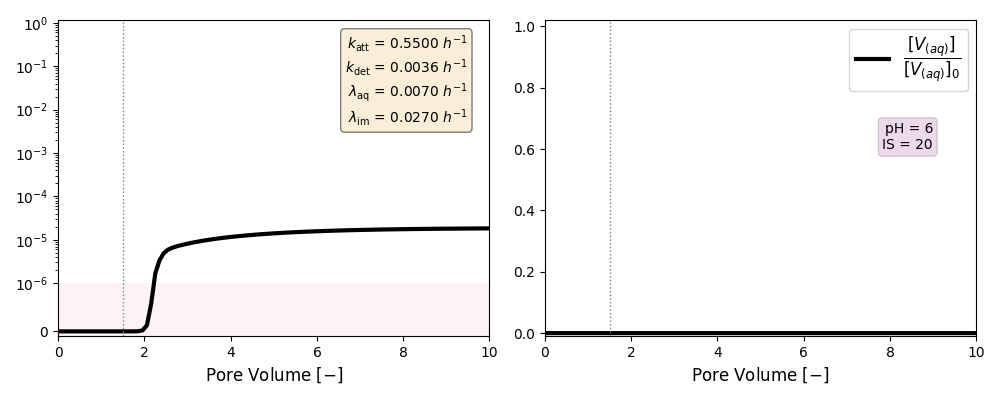 10⁰
10⁻¹
10⁻²
10⁻³
10⁻⁴
10⁻⁵
10⁻⁶
0
0 2 4 6 8 10
Pore Volume [−]
k_att = 0.5500 h⁻¹
k_det = 0.0036 h⁻¹
λ_aq = 0.0070 h⁻¹
λ_im = 0.0270 h⁻¹
1.0
0.8
0.6
0.4
0.2
0.0
0 2 4 6 8 10
Pore Volume [−]
[V_(aq)]
[V_(aq)]₀
pH = 6
IS = 20